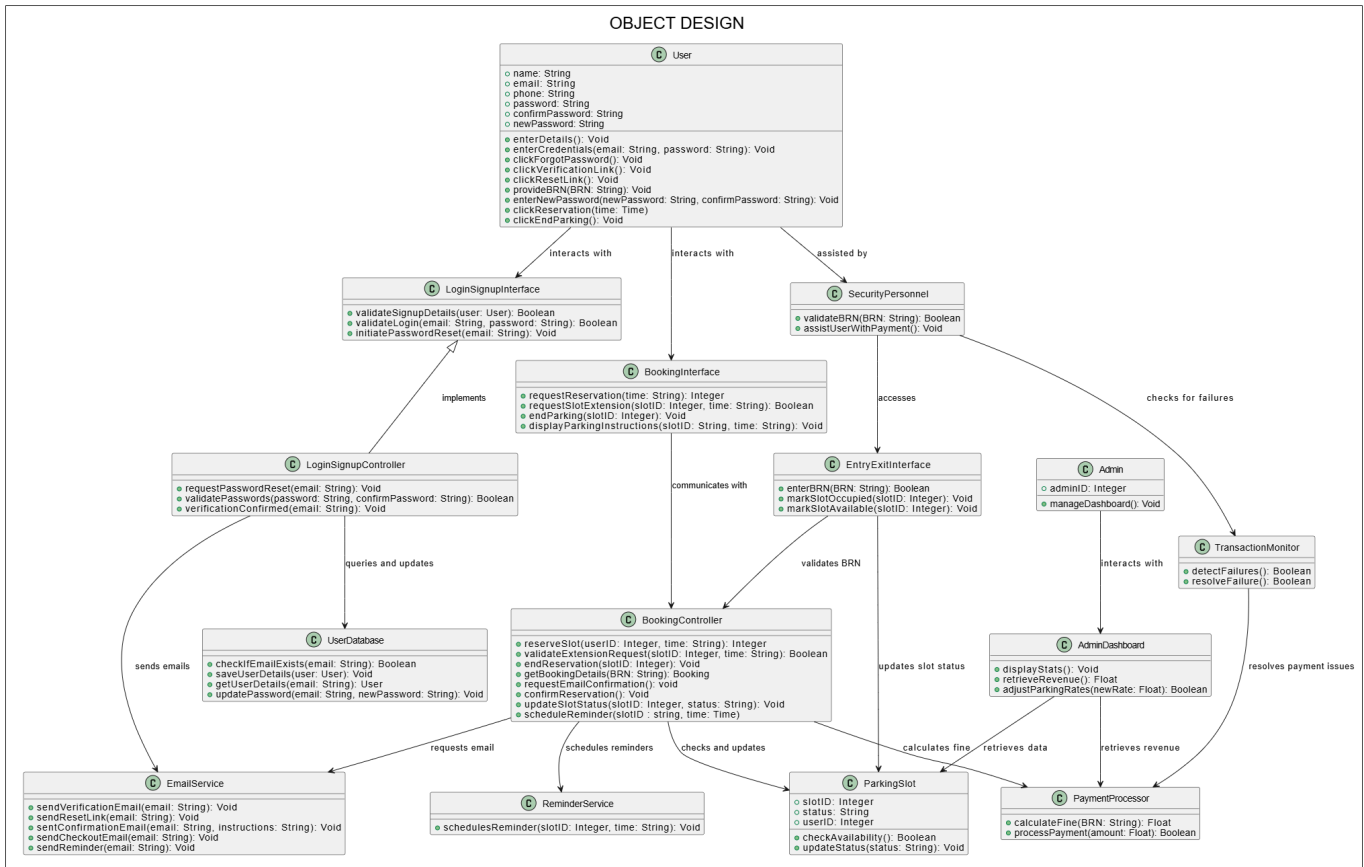 OBJECT DESIGN
C User
name: String
email: String
phone: String
password: String
confirmPassword: String
newPassword: String
enterDetails(): Void
enterCredentials(email: String, password: String): Void
clickForgotPassword(): Void
clickVerificationLink(): Void
clickResetLink(): Void
provideBRN(BRN: String): Void
enterNewPassword(newPassword: String, confirmPassword: String): Void
clickReservation(time: Time)
clickEndParking(): Void
interacts with
interacts with
assisted by
C LoginSignupInterface
validateSignupDetails(user: User): Boolean
validateLogin(email: String, password: String): Boolean
initiatePasswordReset(email: String): Void
C SecurityPersonnel
validateBRN(BRN: String): Boolean
assistUserWithPayment(): Void
C BookingInterface
requestReservation(time: String): Integer
requestSlotExtension(slotID: Integer, time: String): Boolean
endParking(slotID: Integer): Void
displayParkingInstructions(slotID: String, time: String): Void
implements
accesses
checks for failures
C LoginSignupController
requestPasswordReset(email: String): Void
validatePasswords(password: String, confirmPassword: String): Boolean
verificationConfirmed(email: String): Void
communicates with
C EntryExitInterface
enterBRN(BRN: String): Boolean
markSlotOccupied(slotID: Integer): Void
markSlotAvailable(slotID: Integer): Void
C Admin
adminID: Integer
manageDashboard(): Void
C TransactionMonitor
detectFailures(): Boolean
resolveFailure(): Boolean
queries and updates
validates BRN
interacts with
C UserDatabase
checkIfEmailExists(email: String): Boolean
saveUserDetails(user: User): Void
getUserDetails(email: String): User
updatePassword(email: String, newPassword: String): Void
C BookingController
reserveSlot(userID: Integer, time: String): Integer
validateExtensionRequest(slotID: Integer, time: String): Boolean
endReservation(slotID: Integer): Void
getBookingDetails(BRN: String): Booking
requestEmailConfirmation(): void
confirmReservation(): Void
updateSlotStatus(slotID: Integer, status: String): Void
scheduleReminder(slotID : string, time: Time)
C AdminDashboard
displayStats(): Void
retrieveRevenue(): Float
adjustParkingRates(newRate: Float): Boolean
sends emails
updates slot status
resolves payment issues
requests email
schedules reminders
checks and updates
calculates fine
retrieves data
retrieves revenue
C EmailService
sendVerificationEmail(email: String): Void
sendResetLink(email: String): Void
sentConfirmationEmail(email: String, instructions: String): Void
sendCheckoutEmail(email: String): Void
sendReminder(email: String): Void
C ReminderService
schedulesReminder(slotID: Integer, time: String): Void
C ParkingSlot
slotID: Integer
status: String
userID: Integer
checkAvailability(): Boolean
updateStatus(status: String): Void
C PaymentProcessor
calculateFine(BRN: String): Float
processPayment(amount: Float): Boolean